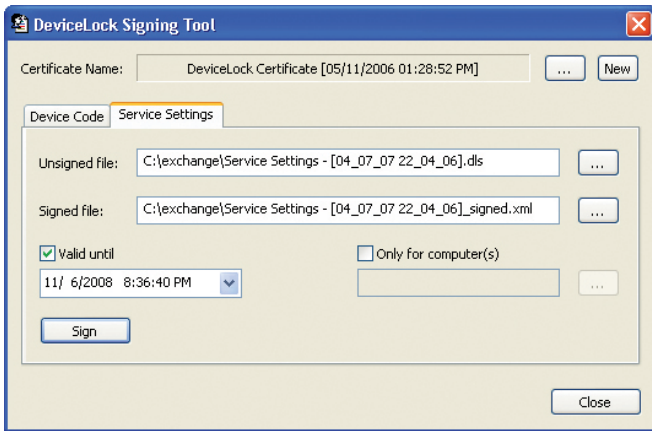 DeviceLock Signing Tool
Certificate Name: DeviceLock Certificate [05/11/2006 01:28:52 PM] ... New
Device Code Service Settings
Unsigned file: C:\exchange\Service Settings - [04_07_07 22_04_06].dls ...
Signed file: C:\exchange\Service Settings - [04_07_07 22_04_06]_signed.xml ...
Valid until Only for computer(s)
11/ 6/2008 8:36:40 PM ...
Sign
Close